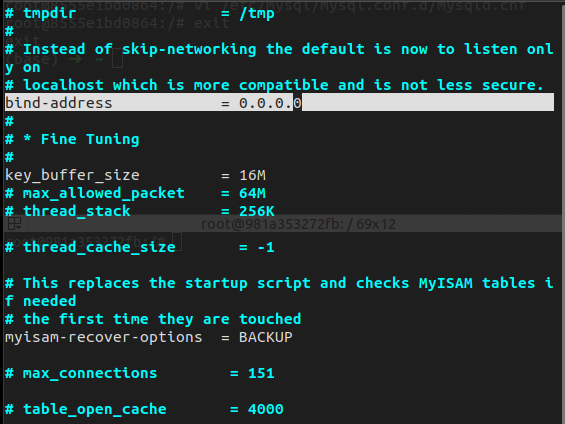 # tmpdir = /tmp
#
# Instead of skip-networking the default is now to listen onl
y on
# localhost which is more compatible and is not less secure.
bind-address = 0.0.0.0
#
# * Fine Tuning
#
key_buffer_size = 16M
# max_allowed_packet = 64M
# thread_stack = 256K
root@981a353272fb: / 69x12
# thread_cache_size = -1
# This replaces the startup script and checks MyISAM tables i
f needed
# the first time they are touched
myisam-recover-options = BACKUP
# max_connections = 151
# table_open_cache = 4000